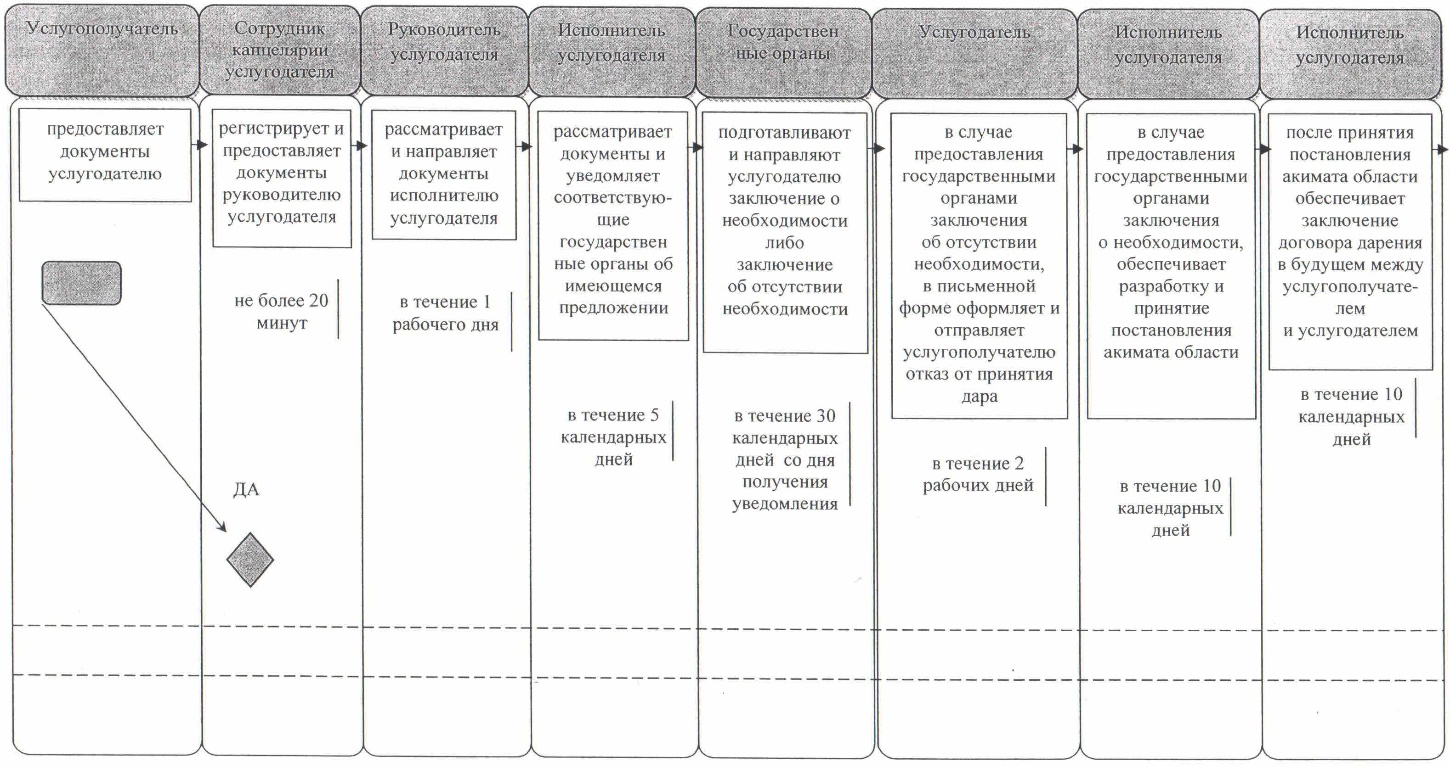 Услугополучатель
Сотрудник
капцелярии
услугодателя
Руководитель
услугодателя
Исполнитель
услугодателя
Государствен
ные органы
Услугодатель
Исполнитель
услугодателя
Исполнитель
услугодателя
предоставляет
документы
услугодателю
регистрирует и
предоставляет
документы
руководителю
услугодателя
не более 20
минут
ДА
рассматривает
и направляет
документы
исполнителю
услугодателя
в течение 1
рабочего дня
рассматривает
документы и
уведомляет
соответствую-
щие
государствен
ные органы об
имеющемся
предложении
в течение 5
календарных
дней
подготавливают
и направляют
услугодателю
заключение о
необходимости
либо
заключение
об отсутствии
необходимости
в течение 30
календарных
дней со дня
получения
уведомления
в случае
предоставления
государственными
органами
заключения
об отсутствии
необходимости,
в письменной
форме оформляет и
отправляет
услугополучателю
отказ от принятия
дара
в течение 2
рабочих дней
в случае
предоставления
государственными
органами
заключения
о необходимости,
обеспечивает
разработку и
принятие
постановления
акимата области
в течение 10
календарных
дней
после принятия
постановления
акимата области
обеспечивает
заключение
договора дарения
в будущем между
услугополучате-
лем
и услугодателем
в течение 10
календарных
дней